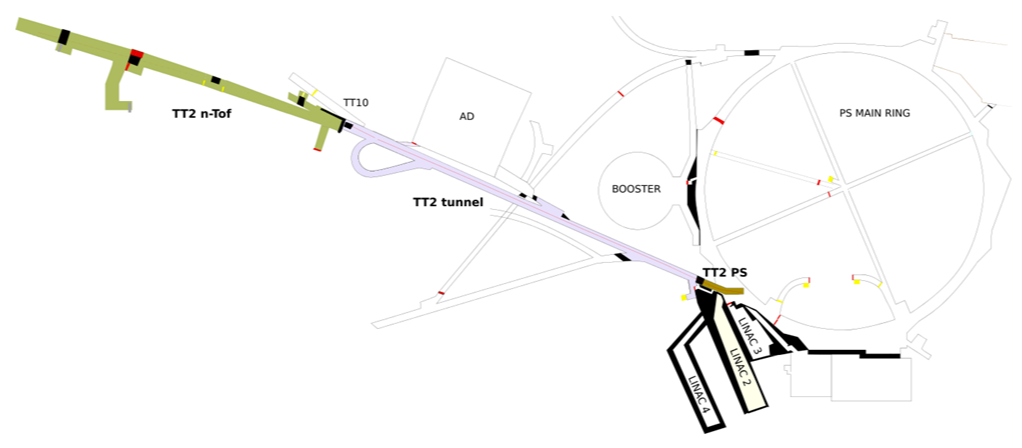 TT10
TT2 n-Tof
AD
PS MAIN RING
BOOSTER
TT2 tunnel
TT2 PS
LINAC 3
LINAC 2
LINAC 4